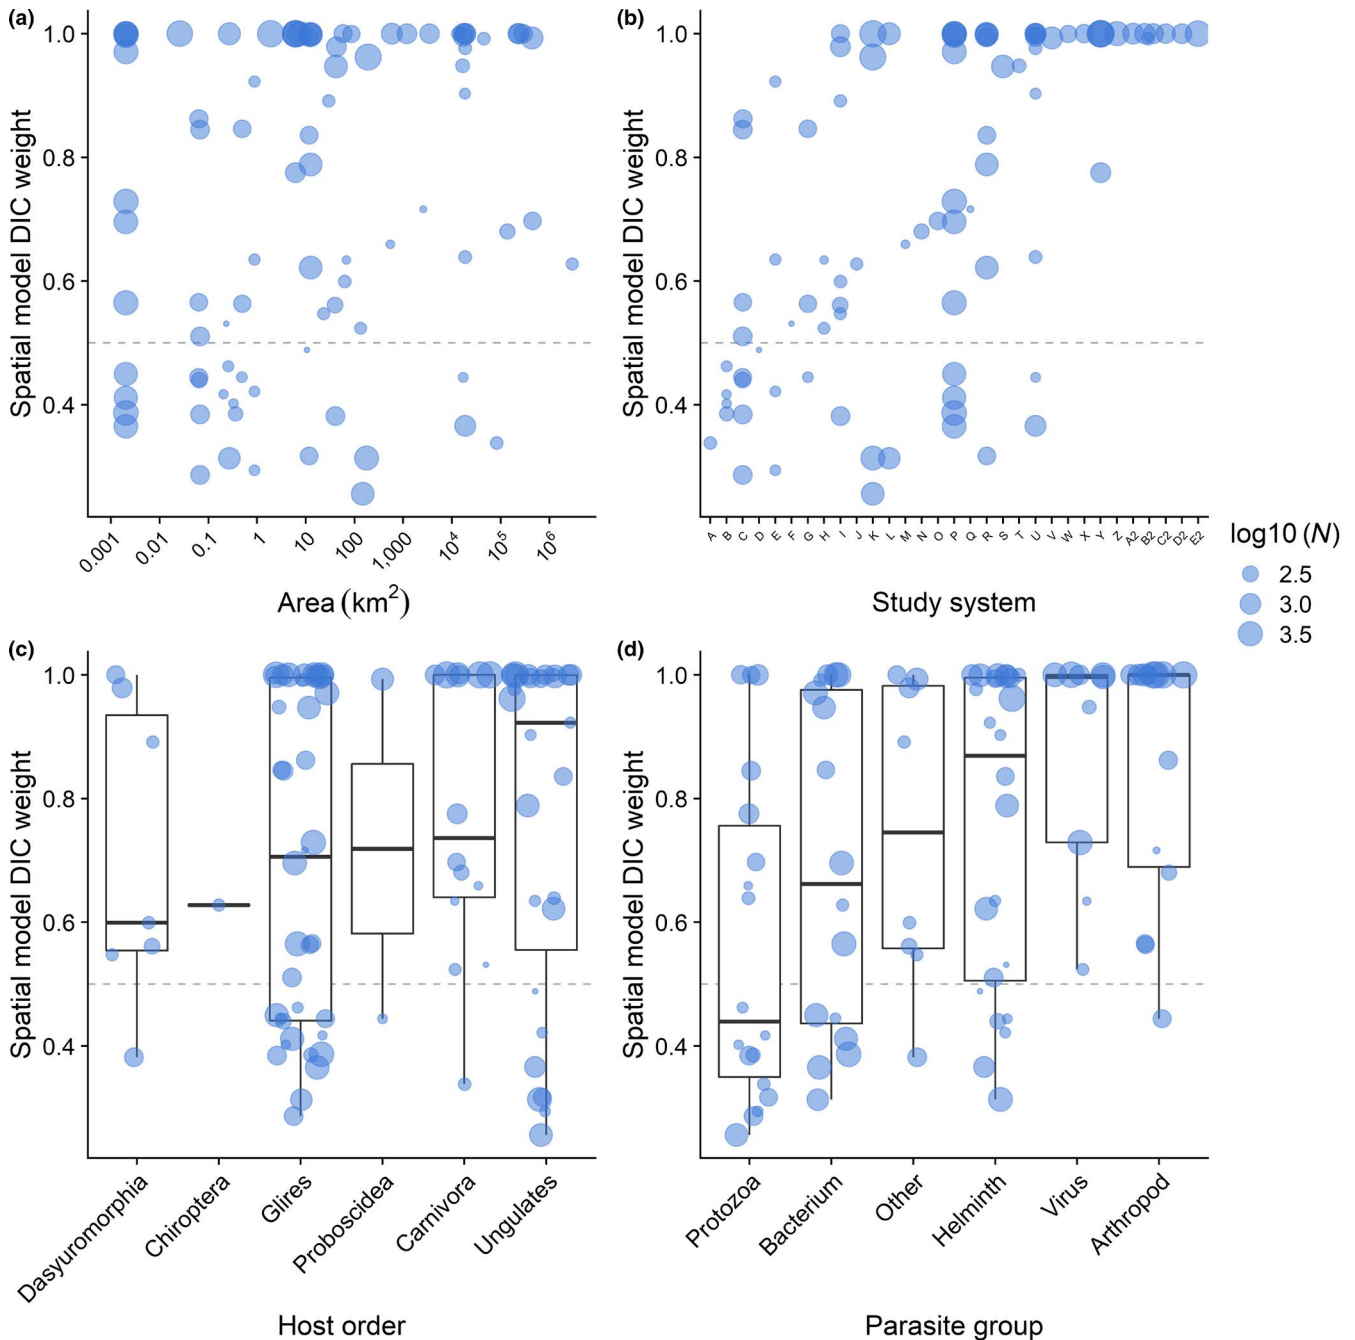 (a)
Spatial model DIC weight
1.0
0.8
0.6
0.4
0.001 0.01 0.1 1 10 100 1,000 10⁴ 10⁵ 10⁶
Area (km²)
(b)
Spatial model DIC weight
1.0
0.8
0.6
0.4
A B C D E F G H I J K L M N O P Q R S T U V W X Y Z A2 B2 C2 D2 E2
Study system
log10 (N)
2.5
3.0
3.5
(c)
Spatial model DIC weight
1.0
0.8
0.6
0.4
Dasyuromorphia Chiroptera Glires Proboscidea Carnivora Ungulates
Host order
(d)
Spatial model DIC weight
1.0
0.8
0.6
0.4
Protozoa Bacterium Other Helminth Virus Arthropod
Parasite group